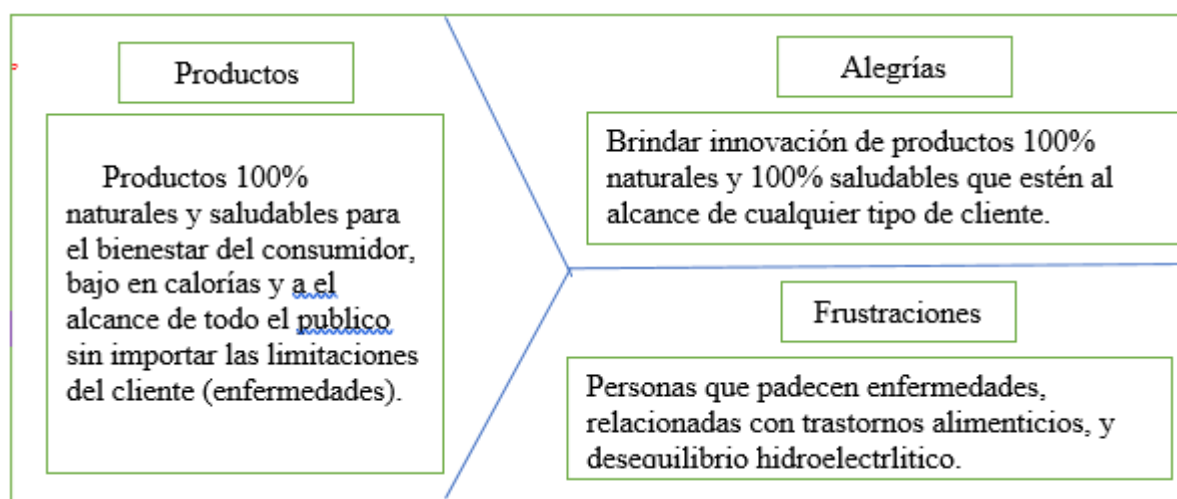 Productos
Productos 100%
naturales y saludables para
el bienestar del consumidor,
bajo en calorías y a el
alcance de todo el publico
sin importar las limitaciones
del cliente (enfermedades).
Alegrías
Brindar innovación de productos 100%
naturales y 100% saludables que estén al
alcance de cualquier tipo de cliente.
Frustraciones
Personas que padecen enfermedades,
relacionadas con trastornos alimenticios, y
desequilibrio hidroelectrlitico.